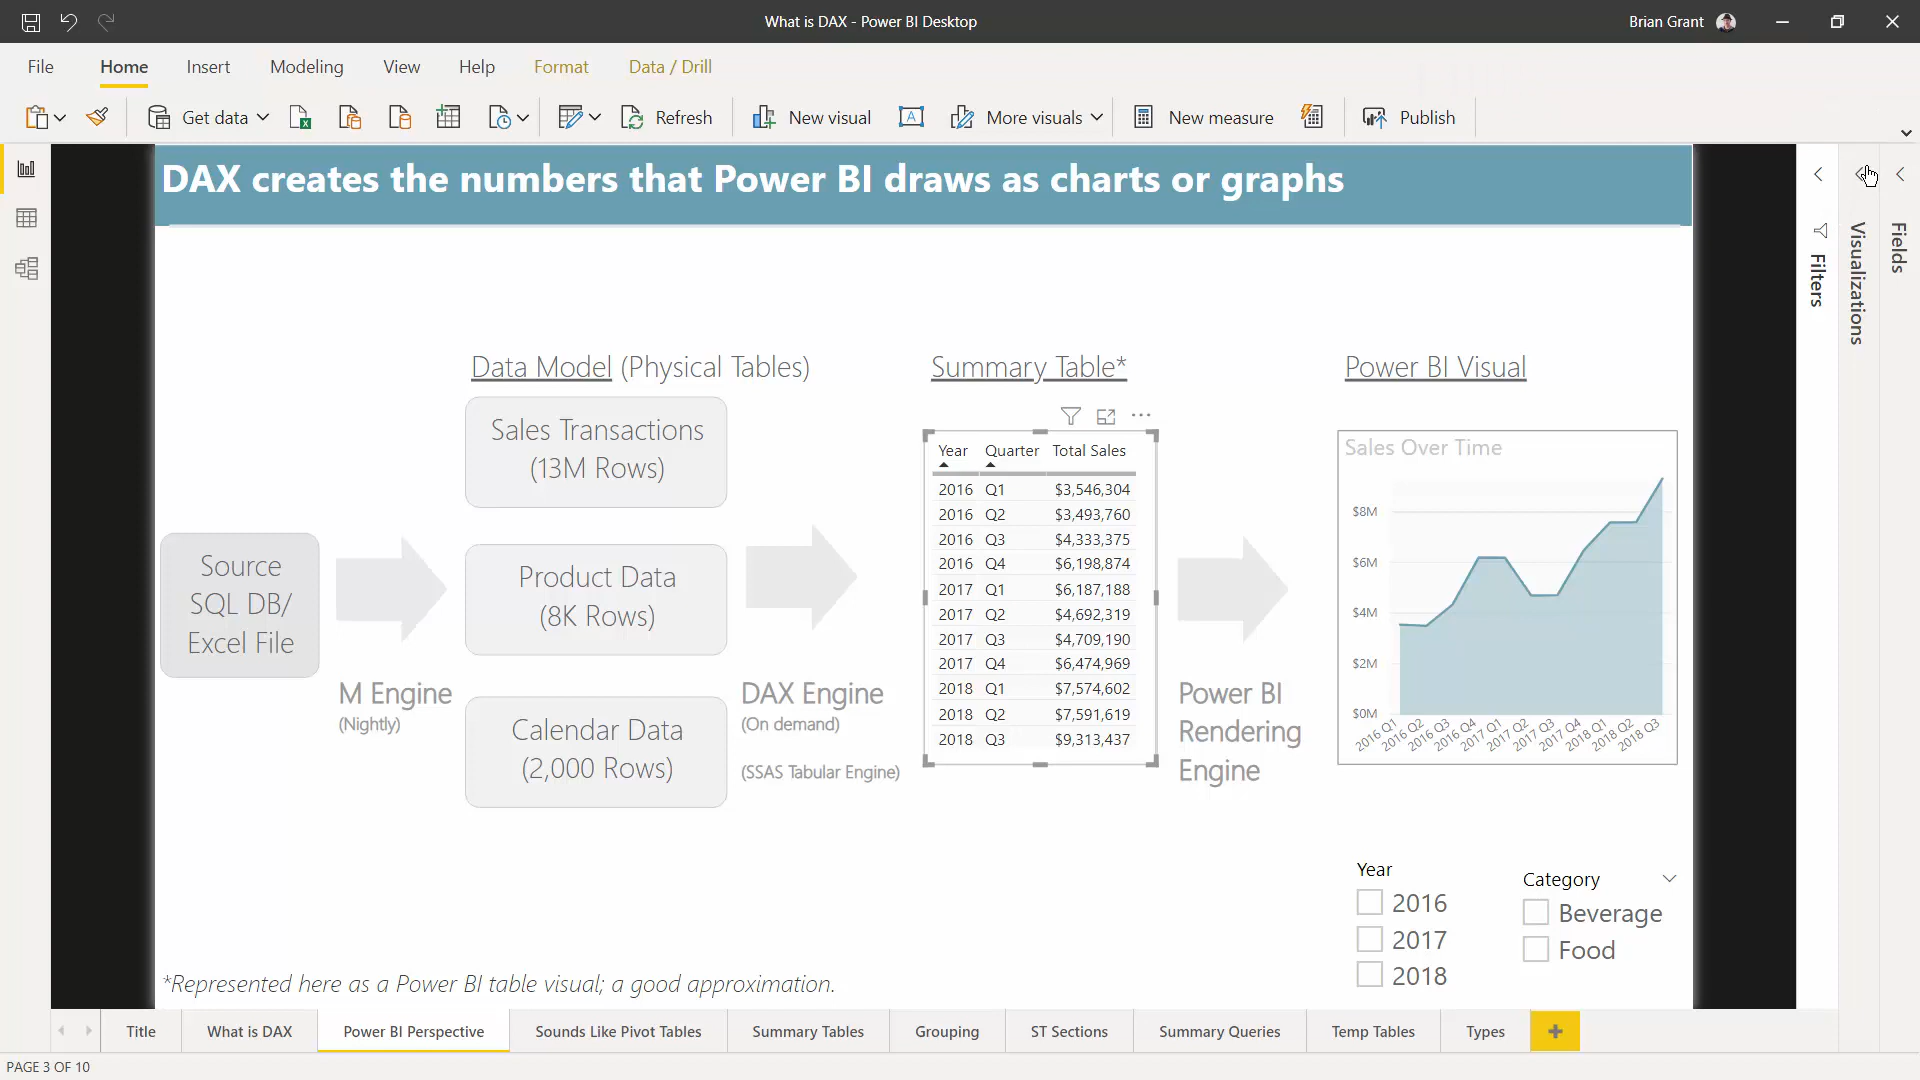 What is DAX - Power BI Desktop
Brian Grant
File Home Insert Modeling View Help Format Data / Drill
Get data Refresh New visual More visuals New measure Publish
DAX creates the numbers that Power BI draws as charts or graphs
Filters
Visualizations
Fields
Data Model (Physical Tables)
Summary Table*
Power BI Visual
Source
SQL DB/
Excel File
M Engine
(Nightly)
Sales Transactions
(13M Rows)
Product Data
(8K Rows)
Calendar Data
(2,000 Rows)
DAX Engine
(On demand)
(SSAS Tabular Engine)
Year Quarter Total Sales
2016 Q1 $3,546,304
2016 Q2 $3,493,760
2016 Q3 $4,333,375
2016 Q4 $6,198,874
2017 Q1 $6,187,188
2017 Q2 $4,692,319
2017 Q3 $4,709,190
2017 Q4 $6,474,969
2018 Q1 $7,574,602
2018 Q2 $7,591,619
2018 Q3 $9,313,437
Power BI
Rendering
Engine
Sales Over Time
$8M
$6M
$4M
$2M
$0M
2016 Q1 2016 Q2 2016 Q3 2016 Q4 2017 Q1 2017 Q2 2017 Q3 2017 Q4 2018 Q1 2018 Q2 2018 Q3
Year
2016
2017
2018
Category
Beverage
Food
*Represented here as a Power BI table visual; a good approximation.
Title What is DAX Power BI Perspective Sounds Like Pivot Tables Summary Tables Grouping ST Sections Summary Queries Temp Tables Types
PAGE 3 OF 10